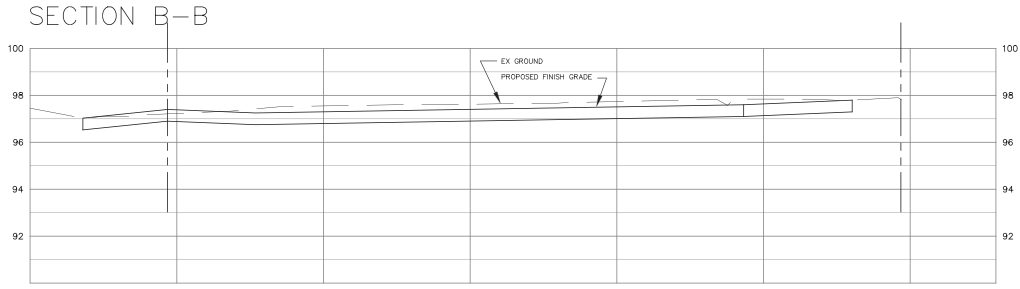 SECTION B-B
100 100
EX GROUND
PROPOSED FINISH GRADE
98 98
96 96
94 94
92 92